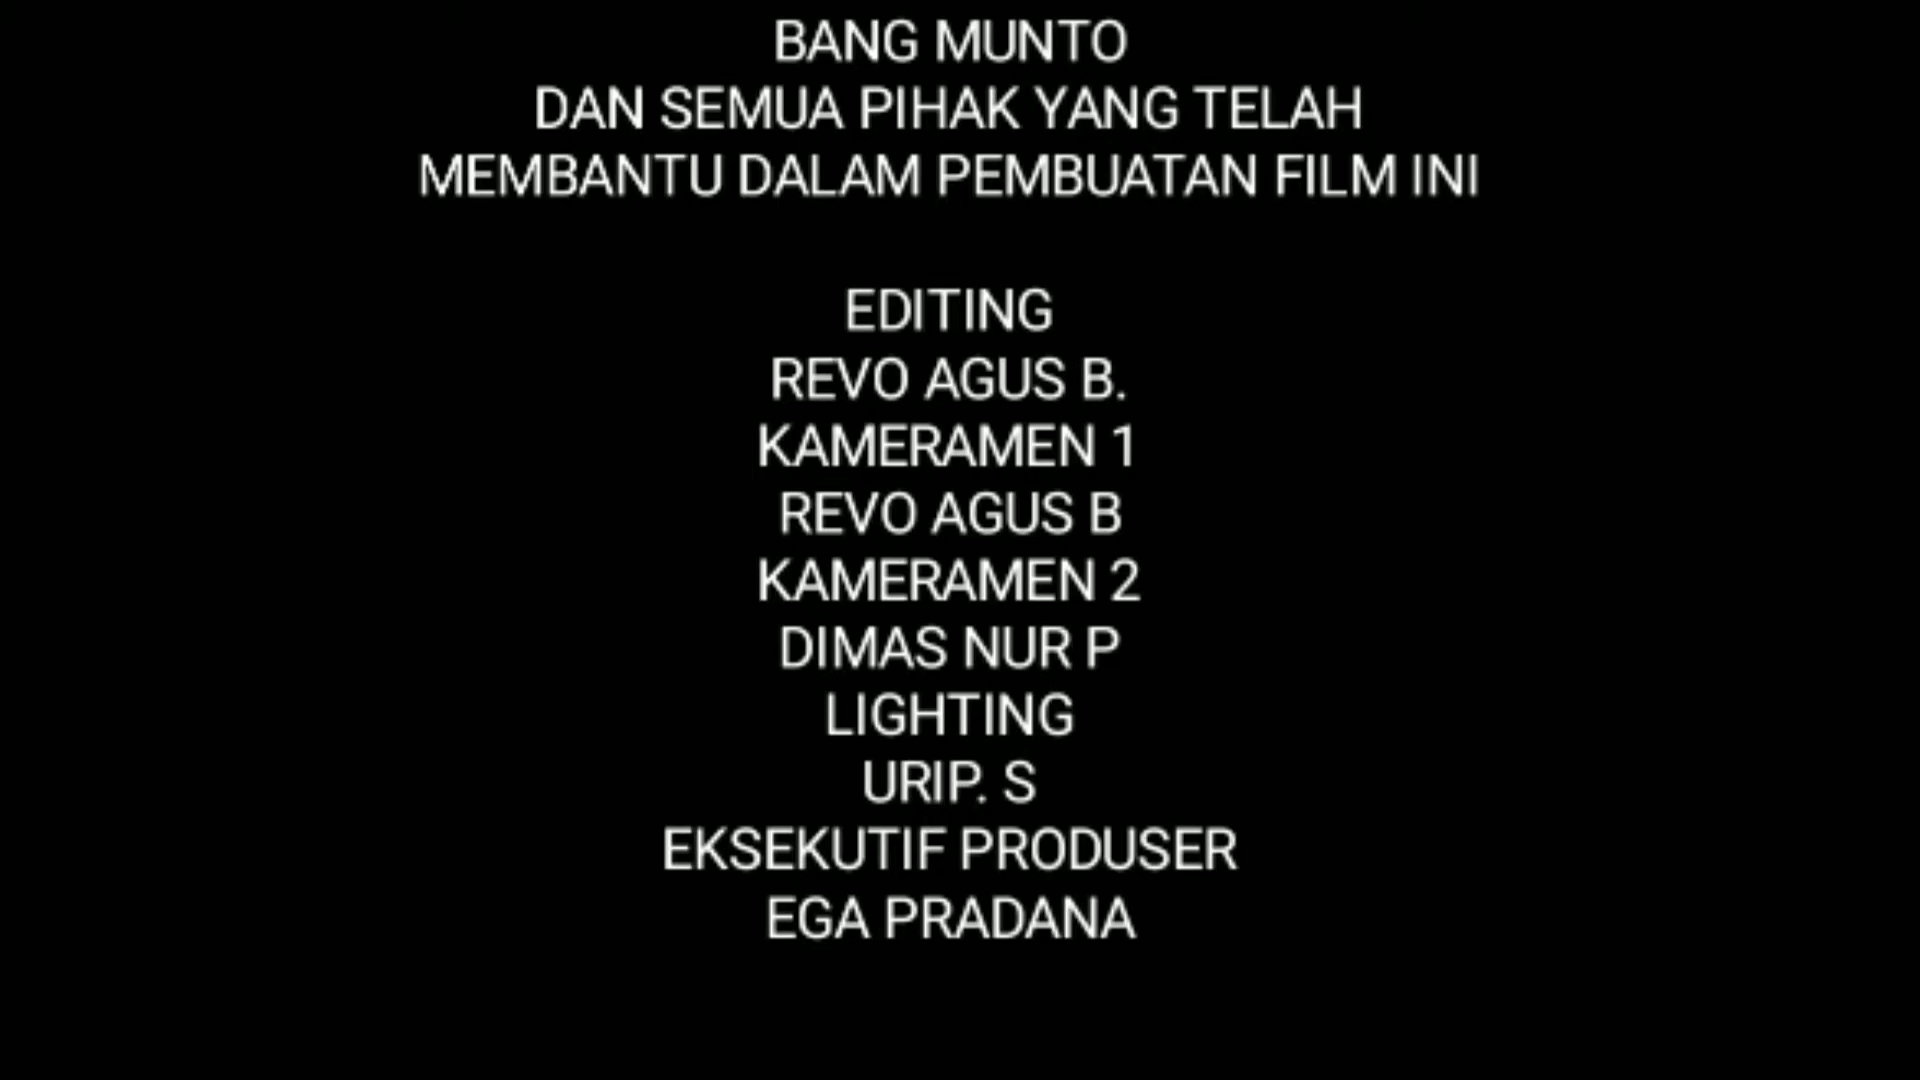 BANG MUNTO
DAN SEMUA PIHAK YANG TELAH
MEMBANTU DALAM PEMBUATAN FILM INI
EDITING
REVO AGUS B.
KAMERAMEN 1
REVO AGUS B
KAMERAMEN 2
DIMAS NUR P
LIGHTING
URIP. S
EKSEKUTIF PRODUSER
EGA PRADANA